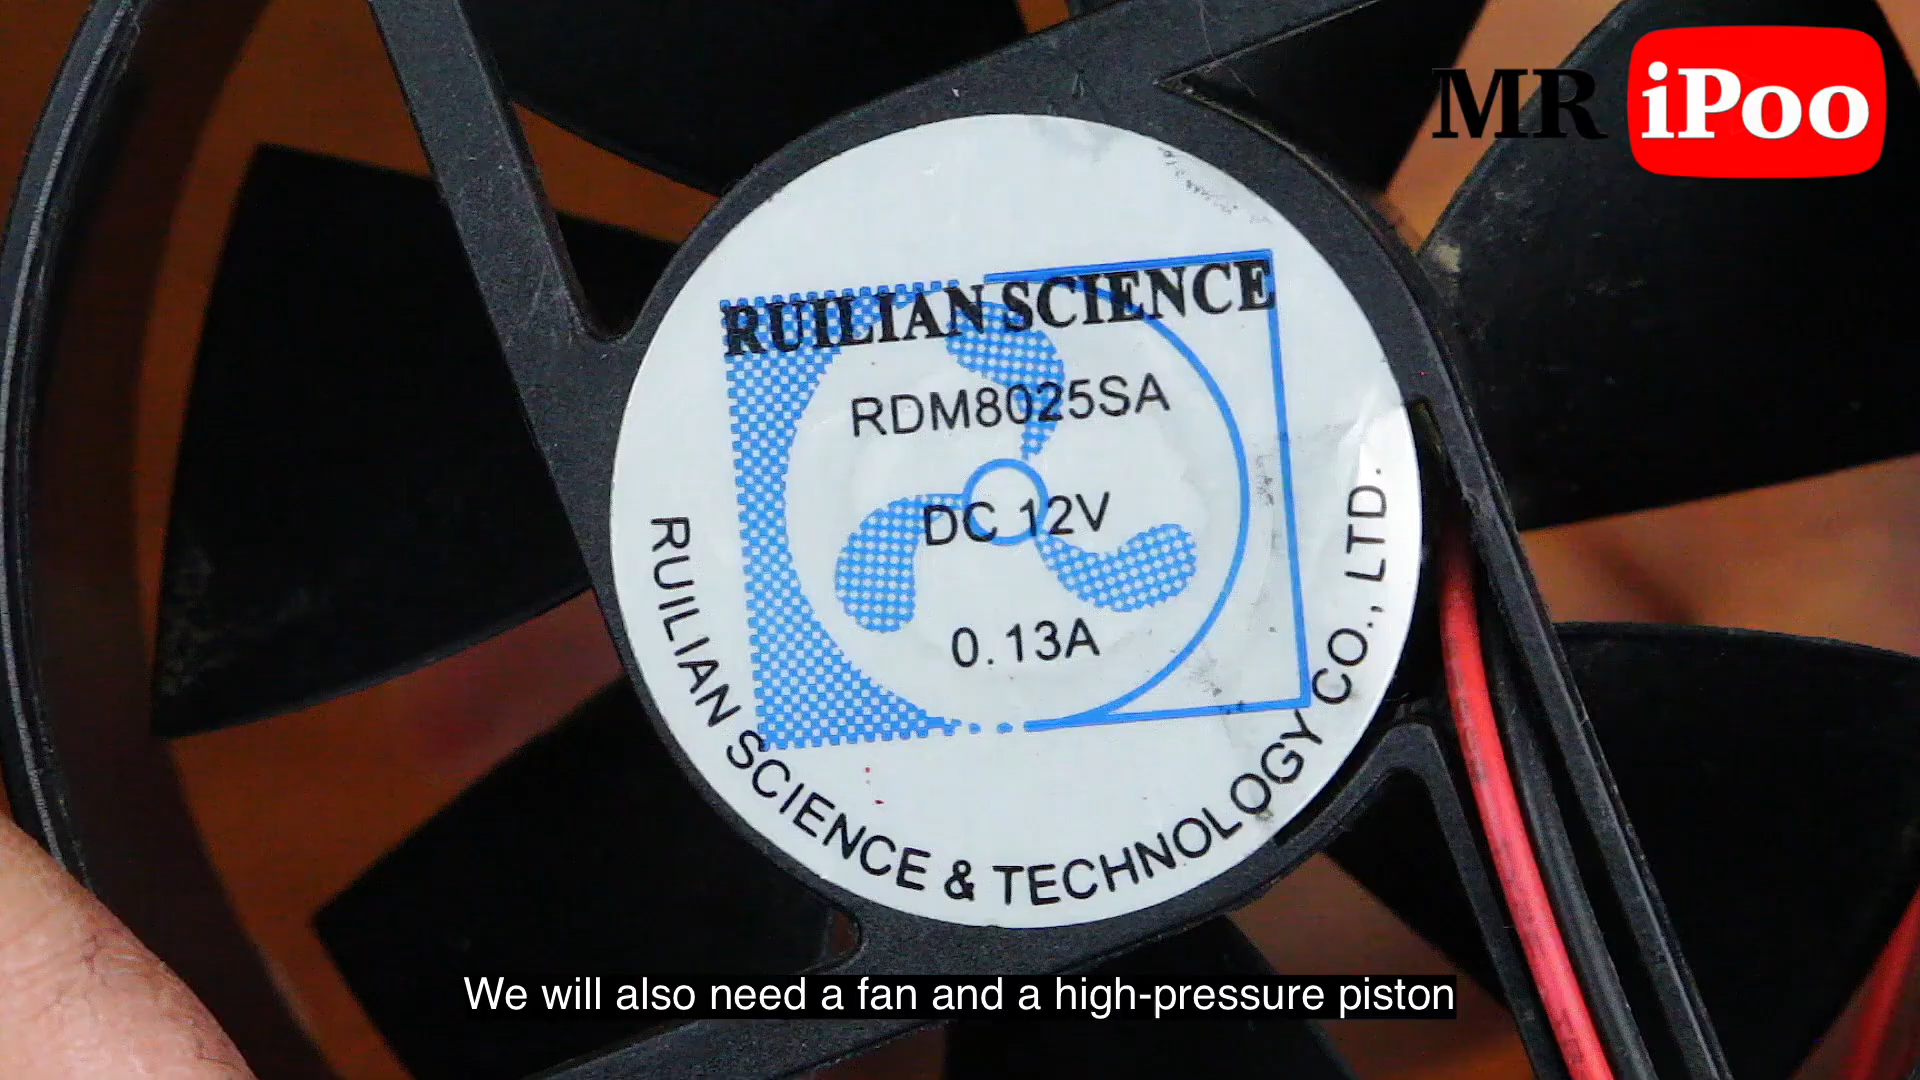 MR iPoo
RUILIAN SCIENCE
RDM8025SA
DC 12V
0.13A
RUILIAN SCIENCE & TECHNOLOGY CO., LTD.
We will also need a fan and a high-pressure piston